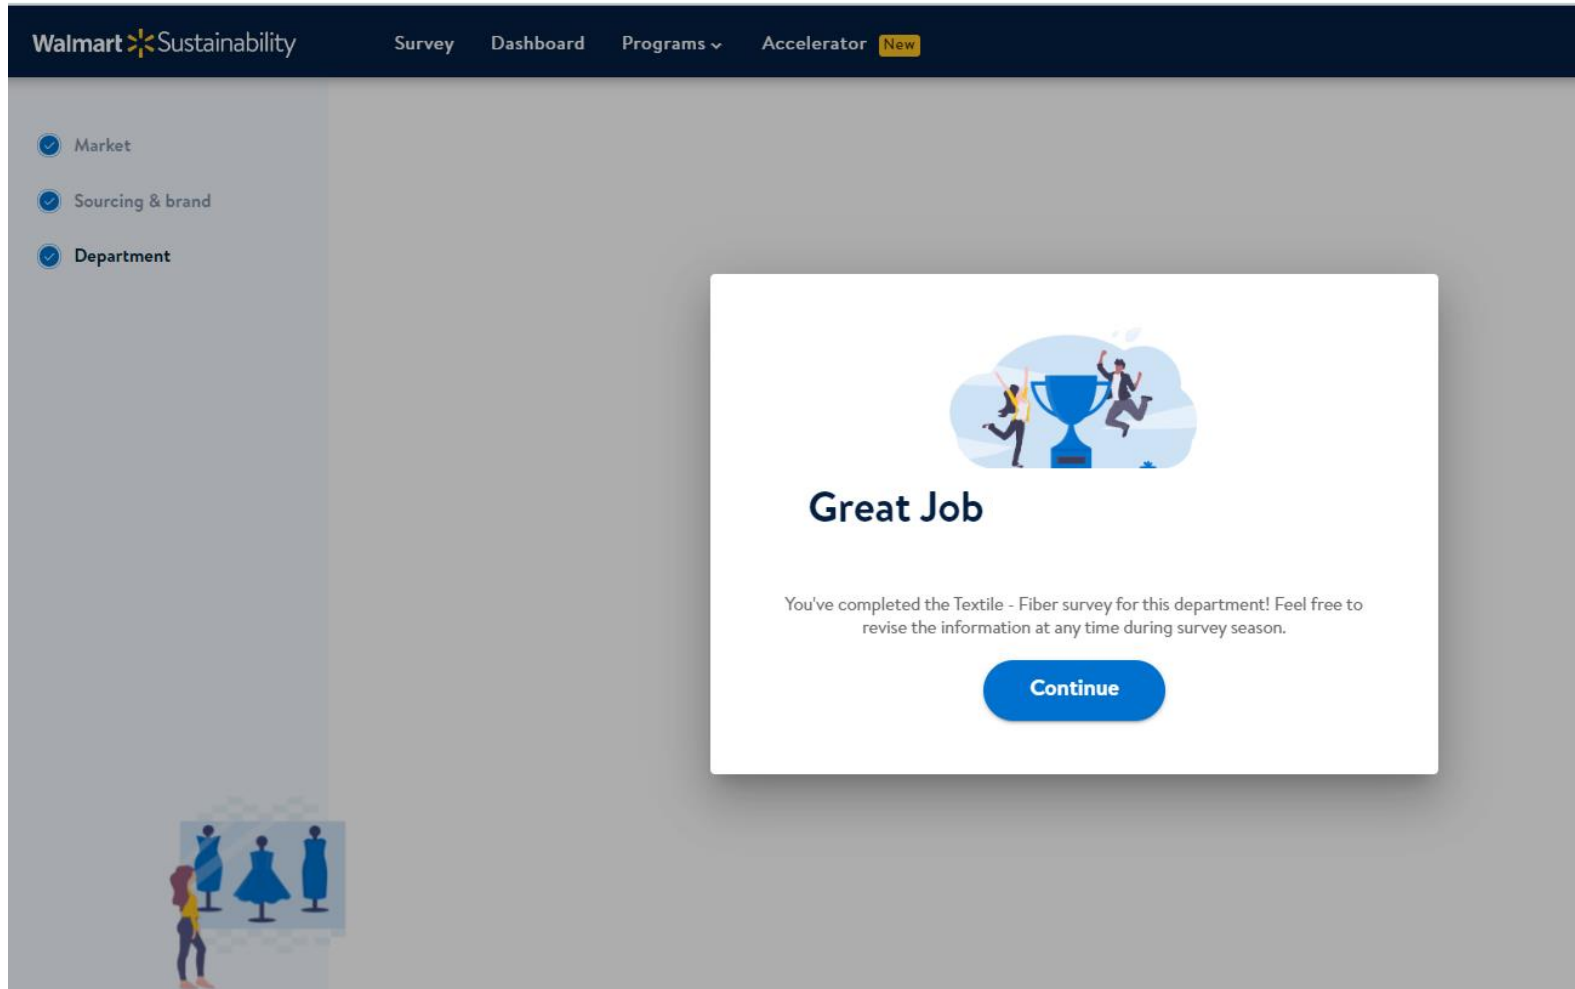 Walmart Sustainability Survey Dashboard Programs Accelerator New
Market
Sourcing & brand
Department
Great Job
You've completed the Textile - Fiber survey for this department! Feel free to
revise the information at any time during survey season.
Continue